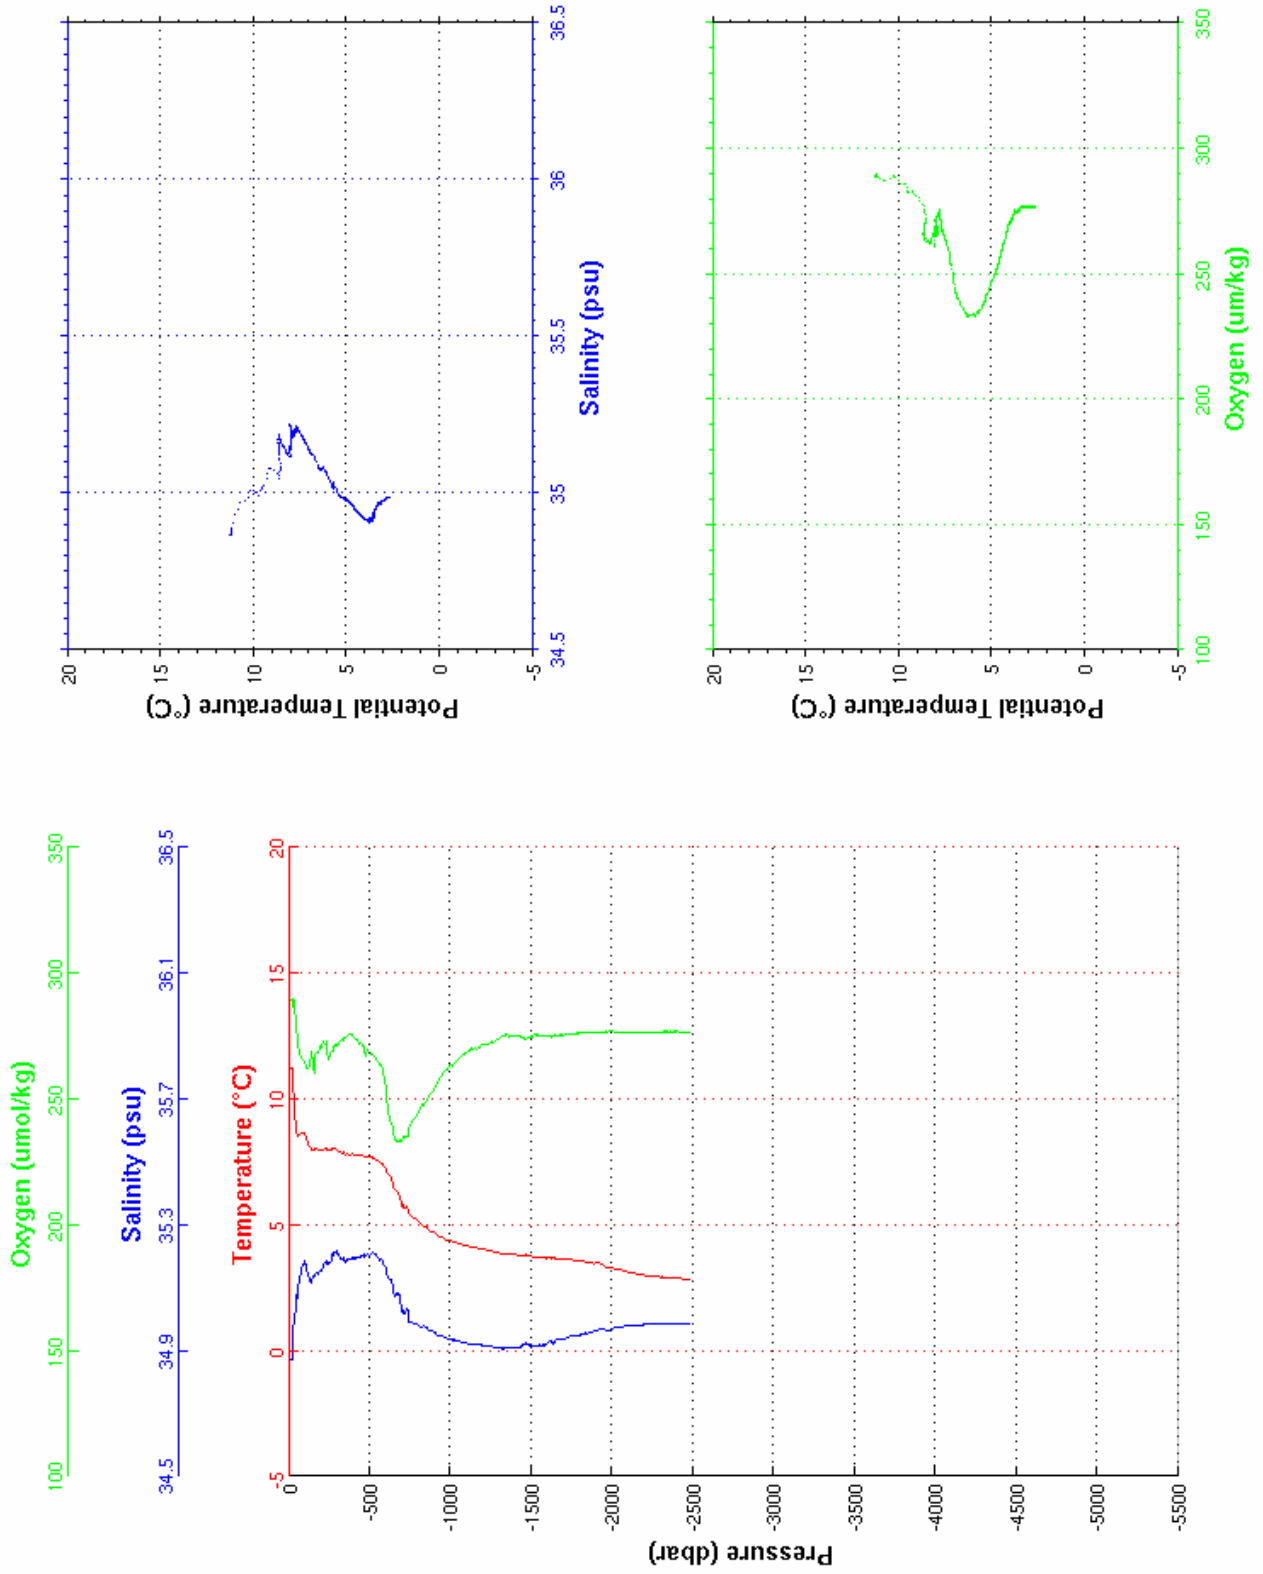 Oxygen (umol/kg)
100 150 200 250 300 350
Salinity (psu)
34.5 34.9 35.3 35.7 36.1 36.5
Temperature (°C)
-5 0 5 10 15 20
0
-500
-1000
-1500
-2000
-2500
-3000
-3500
-4000
-4500
-5000
-5500
Pressure (dbar)
20
15
10
5
0
-5
Potential Temperature (°C)
34.5 35 35.5 36 36.5
Salinity (psu)
20
15
10
5
0
-5
Potential Temperature (°C)
100 150 200 250 300 350
Oxygen (um/kg)